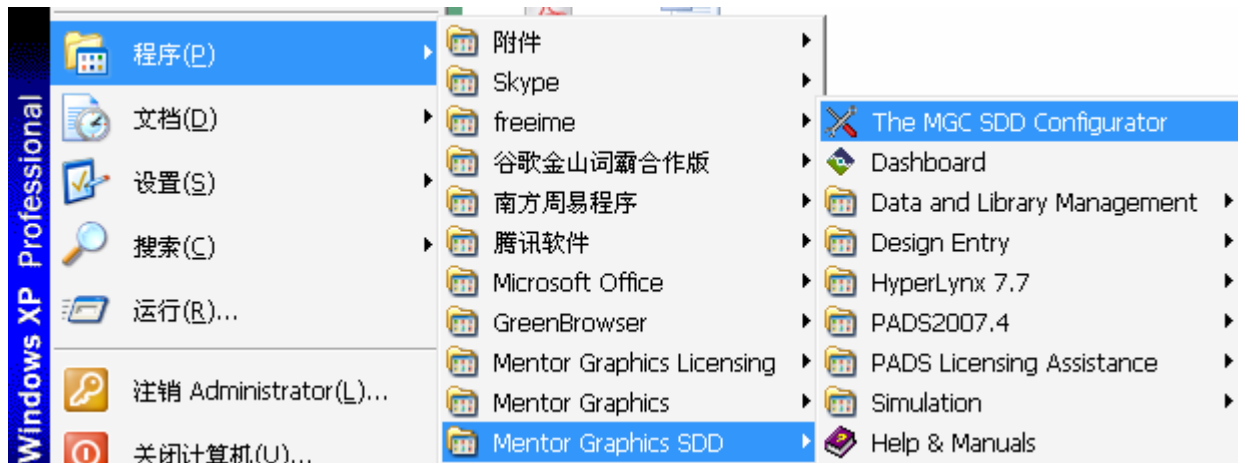 Windows XP Professional
程序(P)
文档(D)
设置(S)
搜索(C)
运行(R)...
注销 Administrator(L)...
关闭计算机(U)...
附件
Skype
freeime
谷歌金山词霸合作版
南方周易程序
腾讯软件
Microsoft Office
GreenBrowser
Mentor Graphics Licensing
Mentor Graphics
Mentor Graphics SDD
The MGC SDD Configurator
Dashboard
Data and Library Management
Design Entry
HyperLynx 7.7
PADS2007.4
PADS Licensing Assistance
Simulation
Help & Manuals